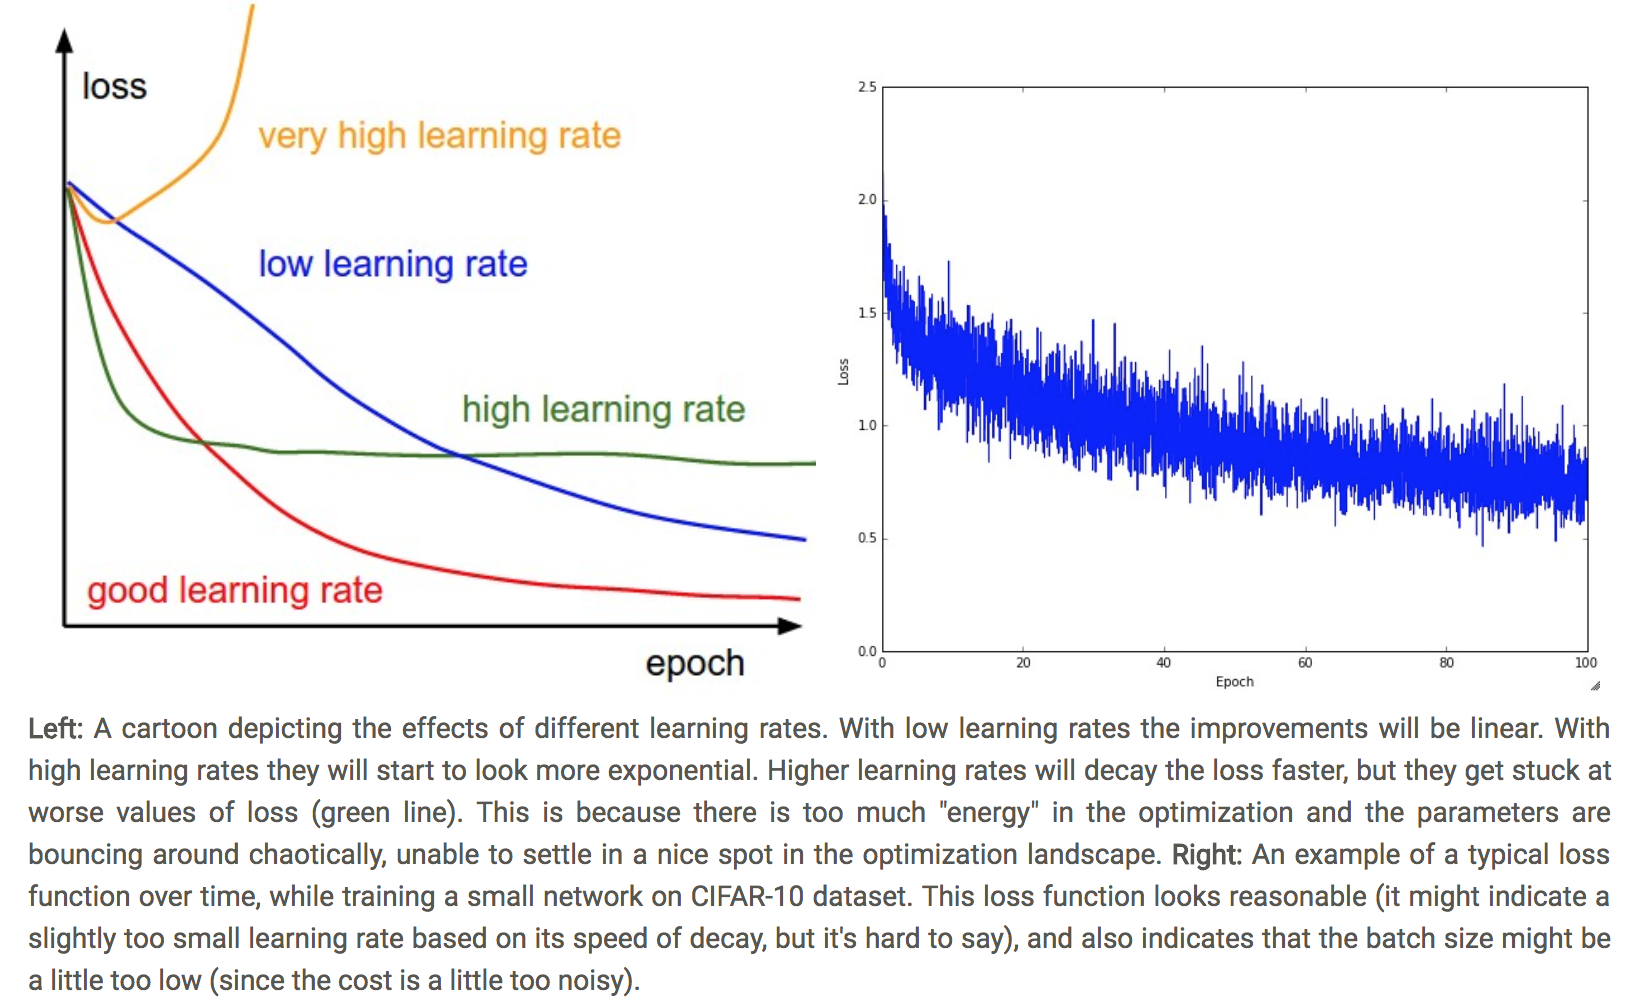 loss
very high learning rate
low learning rate
high learning rate
good learning rate
epoch
2.5
2.0
1.5
1.0
0.5
0.0
Loss
0 20 40 60 80 100
Epoch
Left: A cartoon depicting the effects of different learning rates. With low learning rates the improvements will be linear. With
high learning rates they will start to look more exponential. Higher learning rates will decay the loss faster, but they get stuck at
worse values of loss (green line). This is because there is too much "energy" in the optimization and the parameters are
bouncing around chaotically, unable to settle in a nice spot in the optimization landscape. Right: An example of a typical loss
function over time, while training a small network on CIFAR-10 dataset. This loss function looks reasonable (it might indicate a
slightly too small learning rate based on its speed of decay, but it's hard to say), and also indicates that the batch size might be
a little too low (since the cost is a little too noisy).